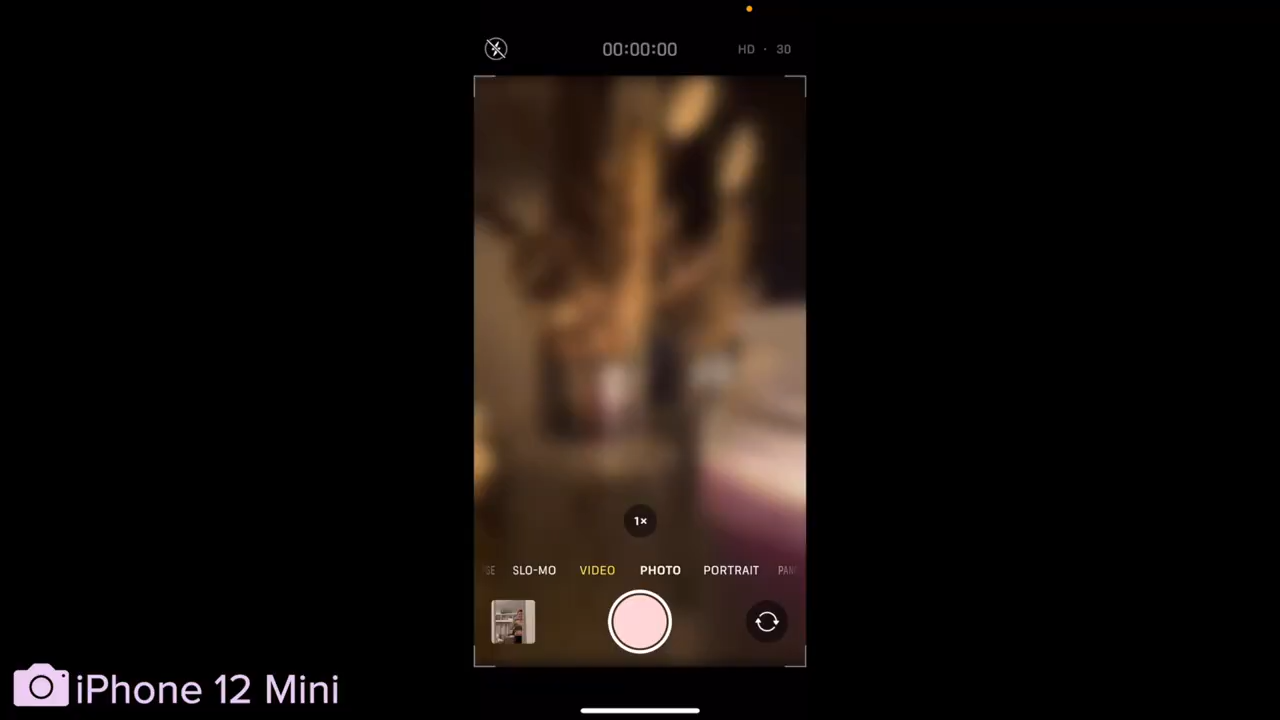 00:00:00
HD · 30
1×
SLO-MO VIDEO PHOTO PORTRAIT
iPhone 12 Mini